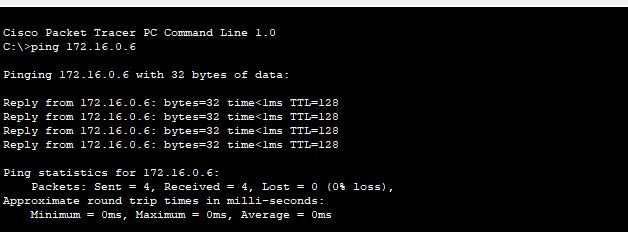 Cisco Packet Tracer PC Command Line 1.0
C:\>ping 172.16.0.6
Pinging 172.16.0.6 with 32 bytes of data:
Reply from 172.16.0.6: bytes=32 time<1ms TTL=128
Reply from 172.16.0.6: bytes=32 time<1ms TTL=128
Reply from 172.16.0.6: bytes=32 time<1ms TTL=128
Reply from 172.16.0.6: bytes=32 time<1ms TTL=128
Ping statistics for 172.16.0.6:
Packets: Sent = 4, Received = 4, Lost = 0 (0% loss),
Approximate round trip times in milli-seconds:
Minimum = 0ms, Maximum = 0ms, Average = 0ms